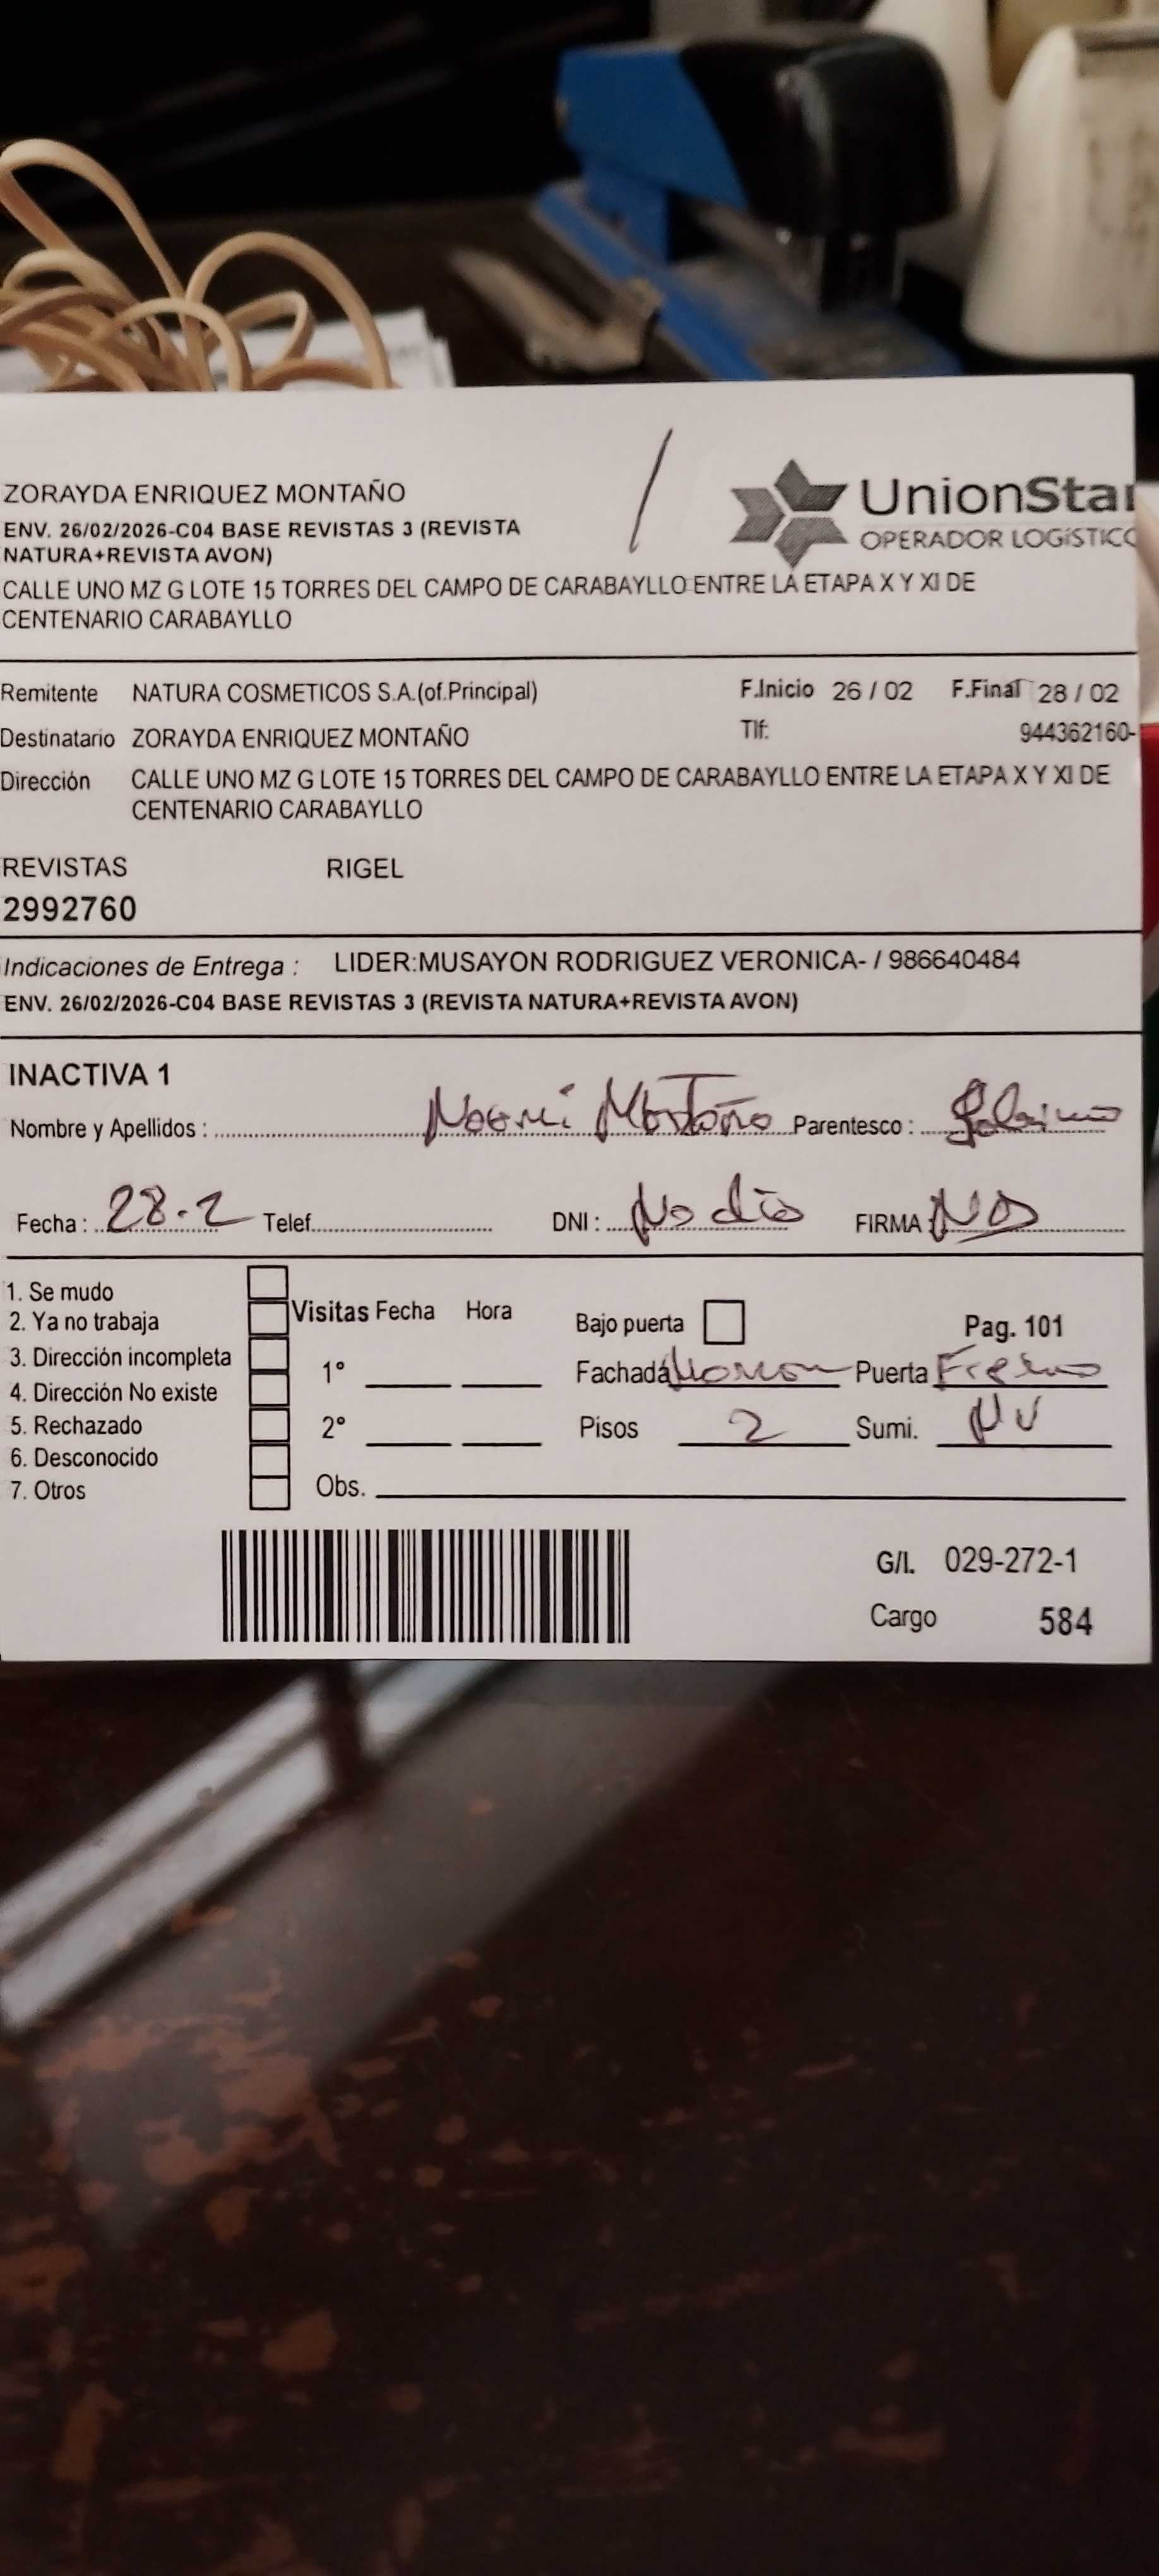 ZORAYDA ENRIQUEZ MONTAÑO
ENV. 26/02/2026-C04 BASE REVISTAS 3 (REVISTA
NATURA+REVISTA AVON)
UnionStar
OPERADOR LOGÍSTICO
CALLE UNO MZ G LOTE 15 TORRES DEL CAMPO DE CARABAYLLO ENTRE LA ETAPA X Y XI DE
CENTENARIO CARABAYLLO
Remitente NATURA COSMETICOS S.A.(of.Principal) F.Inicio 26 / 02 F.Final 28 / 02
Destinatario ZORAYDA ENRIQUEZ MONTAÑO Tlf: 944362160-
Dirección CALLE UNO MZ G LOTE 15 TORRES DEL CAMPO DE CARABAYLLO ENTRE LA ETAPA X Y XI DE
CENTENARIO CARABAYLLO
REVISTAS RIGEL
2992760
Indicaciones de Entrega : LIDER:MUSAYON RODRIGUEZ VERONICA- / 986640484
ENV. 26/02/2026-C04 BASE REVISTAS 3 (REVISTA NATURA+REVISTA AVON)
INACTIVA 1
Nombre y Apellidos : Noemi Montaño Parentesco :
Fecha : 28-2 Telef. DNI : No dio FIRMA ND
1. Se mudo
2. Ya no trabaja
3. Dirección incompleta
4. Dirección No existe
5. Rechazado
6. Desconocido
7. Otros
Visitas Fecha Hora
1°
2°
Obs.
Bajo puerta Pag. 101
Fachada Puerta
Pisos 2 Sumi. NV
G/I. 029-272-1
Cargo 584